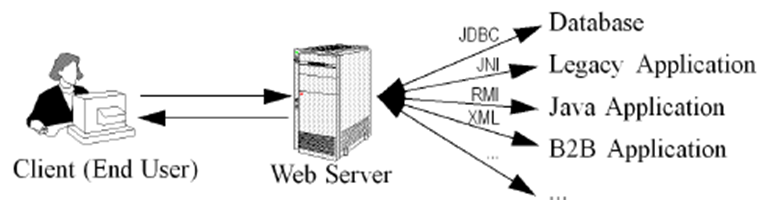 JDBC
Database
JNI
Legacy Application
RMI
Java Application
XML
B2B Application
...
...
Client (End User)
Web Server